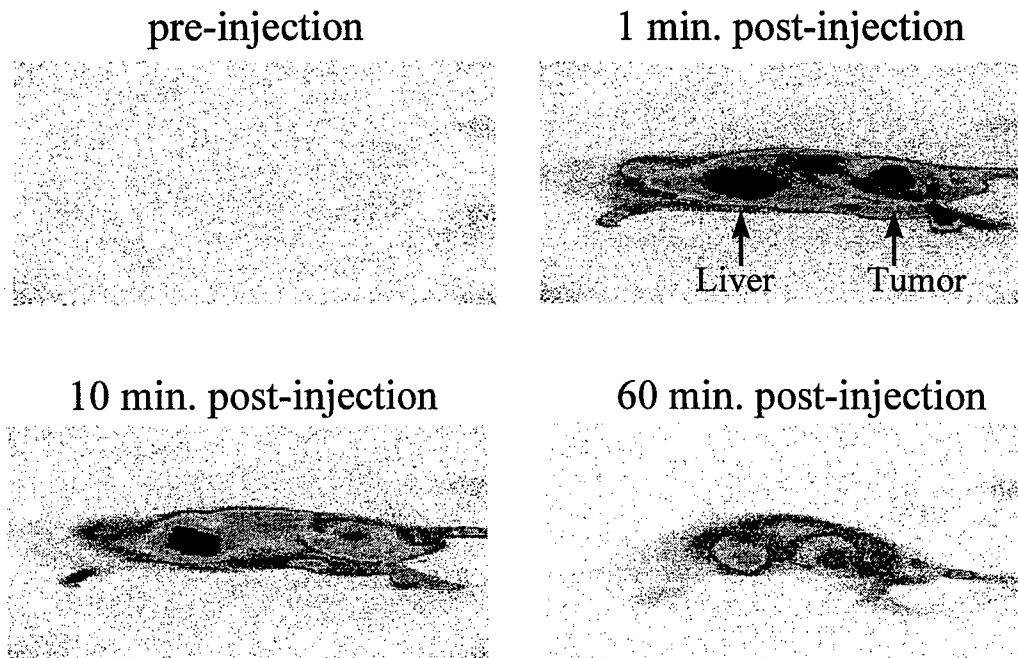 pre-injection
1 min. post-injection
Liver
Tumor
10 min. post-injection
60 min. post-injection